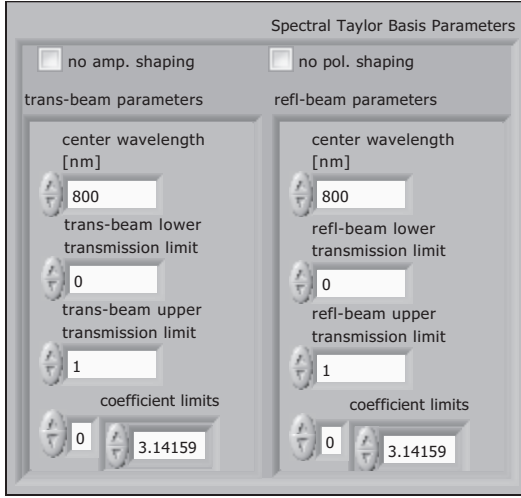 Spectral Taylor Basis Parameters
no amp. shaping
no pol. shaping
trans-beam parameters
center wavelength
[nm]
800
trans-beam lower
transmission limit
0
trans-beam upper
transmission limit
1
coefficient limits
0
3.14159
refl-beam parameters
center wavelength
[nm]
800
refl-beam lower
transmission limit
0
refl-beam upper
transmission limit
1
coefficient limits
0
3.14159